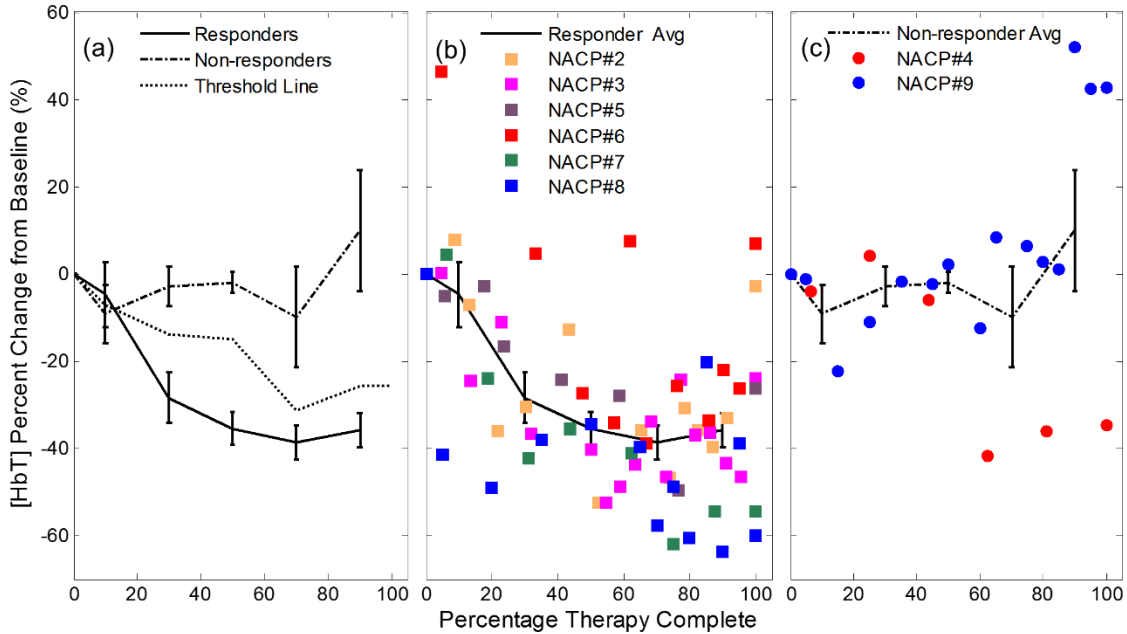 [HbT] Percent Change from Baseline (%)
60
40
20
0
-20
-40
-60
(a)
Responders
Non-responders
Threshold Line
0 20 40 60 80 100
(b)
Responder Avg
NACP#2
NACP#3
NACP#5
NACP#6
NACP#7
NACP#8
0 20 40 60 80 100
(c)
Non-responder Avg
NACP#4
NACP#9
0 20 40 60 80 100
Percentage Therapy Complete